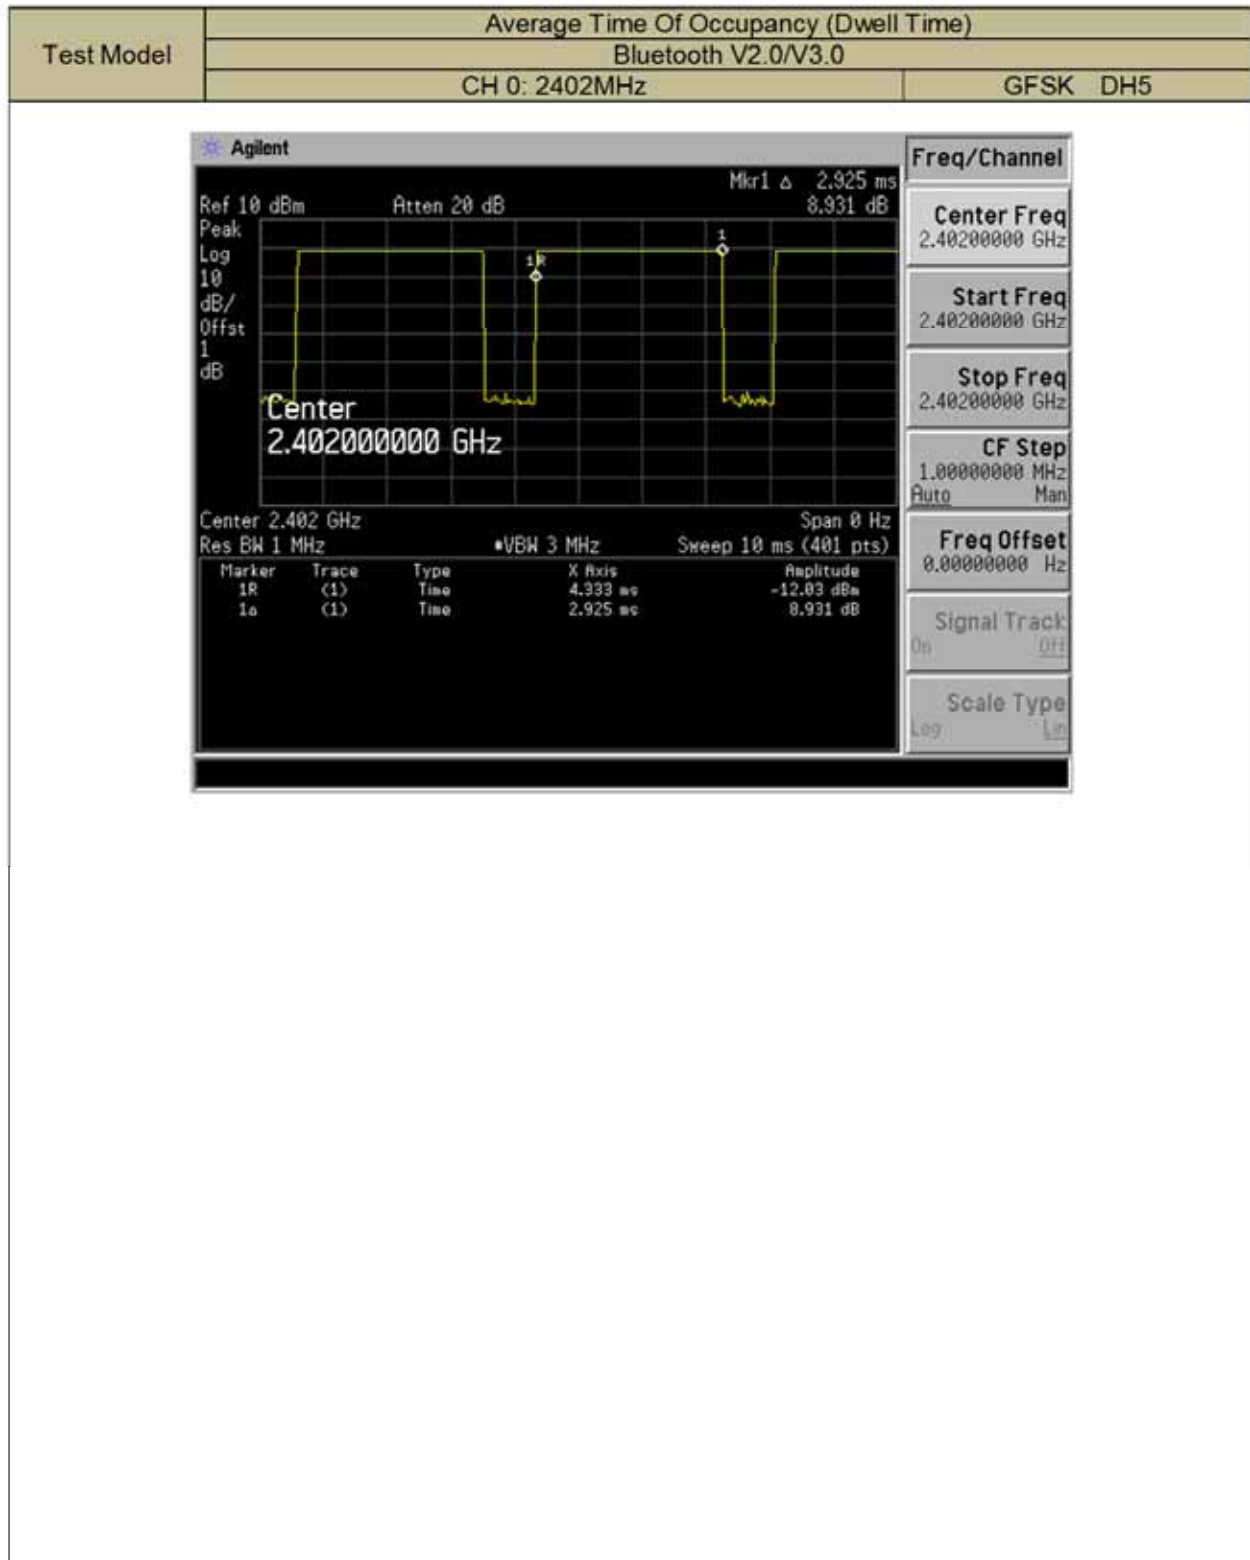 Test Model
Average Time Of Occupancy (Dwell Time)
Bluetooth V2.0/V3.0
CH 0: 2402MHz
GFSK DH5
Agilent
Mkr1 Δ 2.925 ms
Ref 10 dBm Atten 20 dB 8.931 dB
Peak
Log
10
dB/
Offst
1
dB
1R
1
Center
2.402000000 GHz
Center 2.402 GHz Span 0 Hz
Res BW 1 MHz #VBW 3 MHz Sweep 10 ms (401 pts)
Marker Trace Type X Axis Amplitude
1R (1) Time 4.333 ms -12.03 dBm
1Δ (1) Time 2.925 ms 8.931 dB
Freq/Channel
Center Freq
2.40200000 GHz
Start Freq
2.40200000 GHz
Stop Freq
2.40200000 GHz
CF Step
1.00000000 MHz
Auto Man
Freq Offset
0.00000000 Hz
Signal Track
On Off
Scale Type
Log Lin